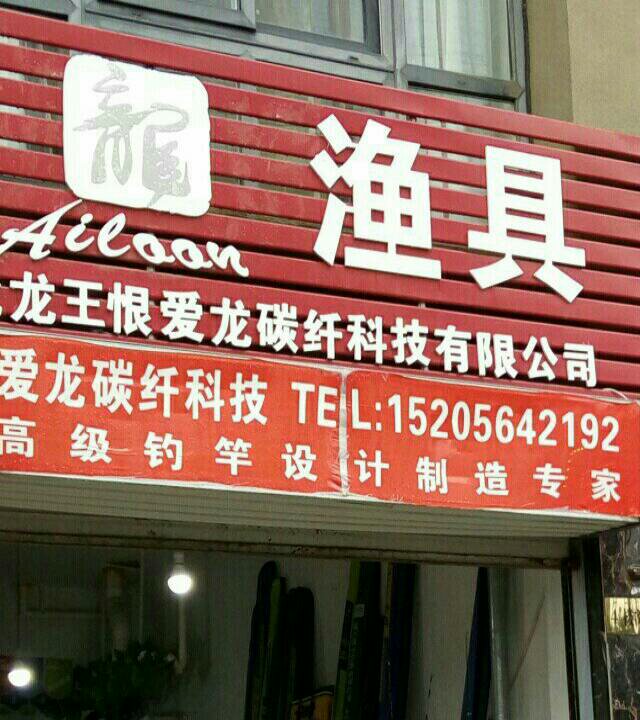 龍
渔具
Ailoon
龙王恨爱龙碳纤科技有限公司
爱龙碳纤科技 TEL:15205642192
高级钓竿设计制造专家